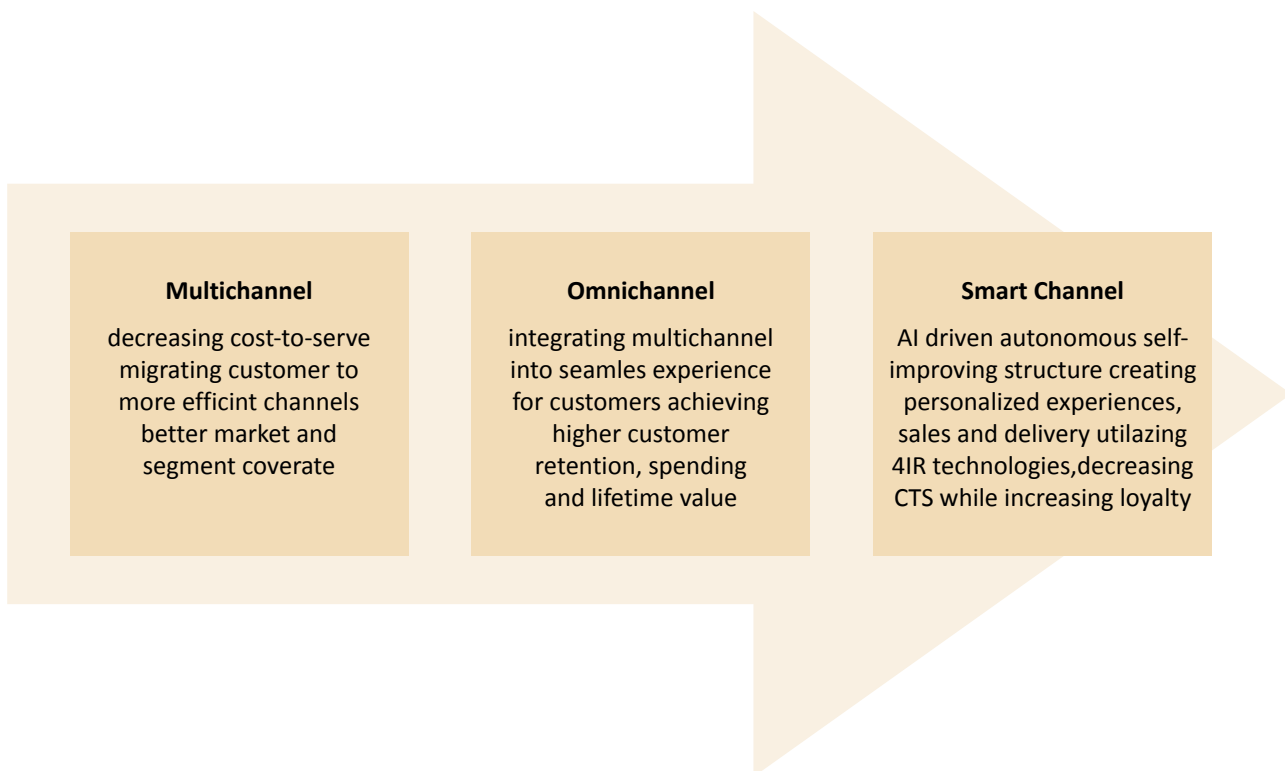 Multichannel
decreasing cost-to-serve
migrating customer to
more efficint channels
better market and
segment coverate
Omnichannel
integrating multichannel
into seamles experience
for customers achieving
higher customer
retention, spending
and lifetime value
Smart Channel
AI driven autonomous self-
improving structure creating
personalized experiences,
sales and delivery utilazing
4IR technologies,decreasing
CTS while increasing loyalty